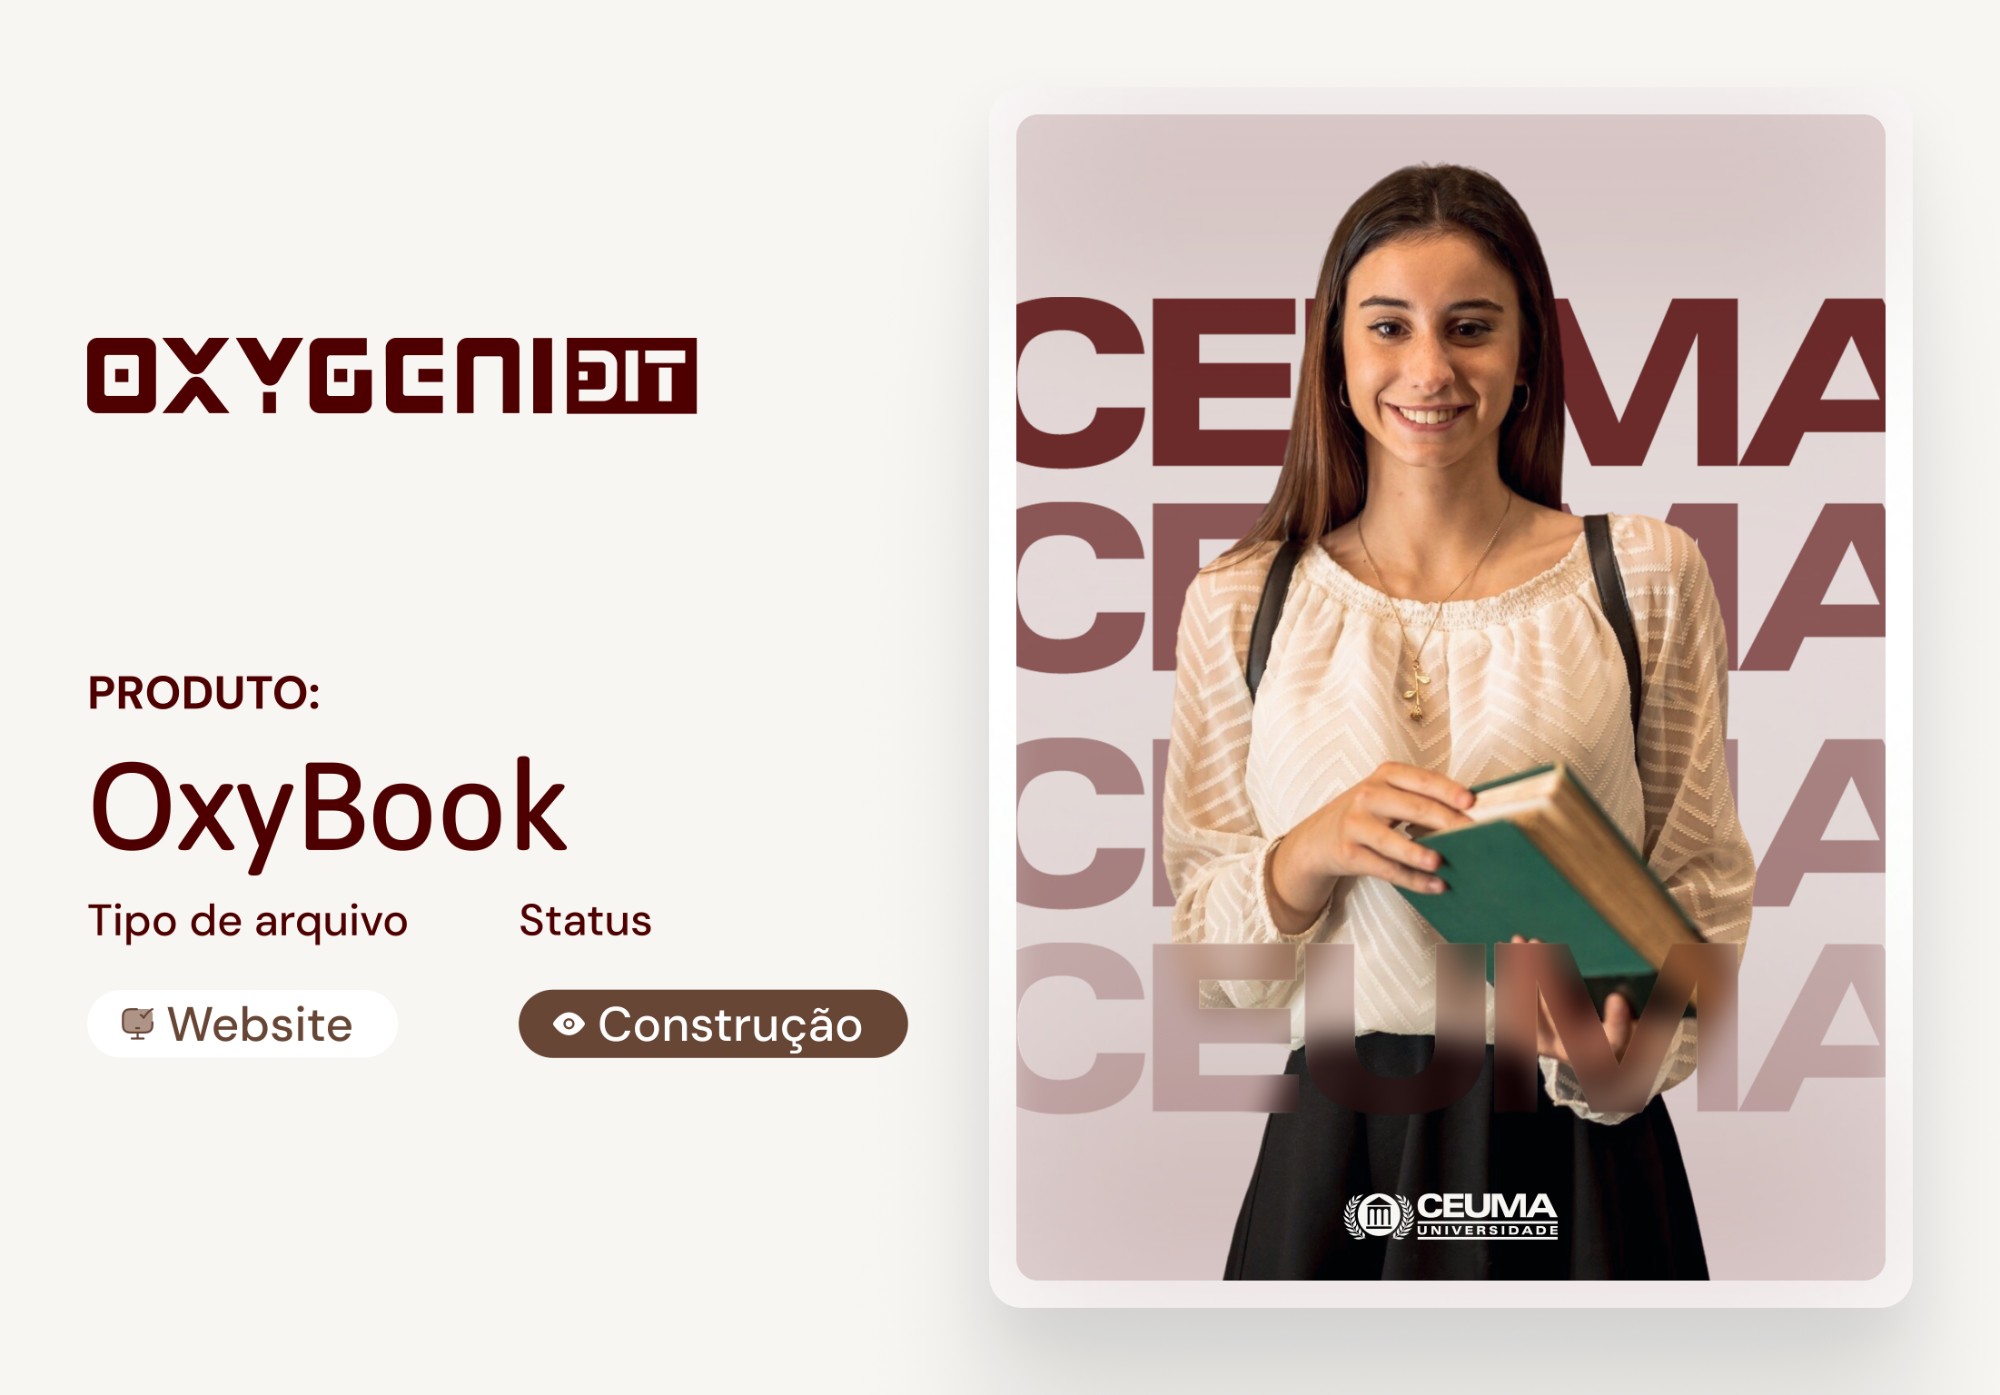 OXYGENI DIT
PRODUTO:
OxyBook
Tipo de arquivo
Status
Website
Construção
CEUMA
CEUMA
CEUMA
CEUMA
CEUMA
UNIVERSIDADE